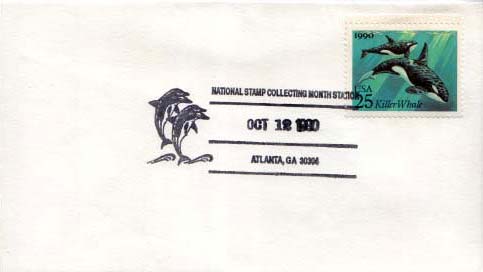 1990
USA
25 Killer Whale
NATIONAL STAMP COLLECTING MONTH STATION
OCT 12 1990
ATLANTA, GA 30306